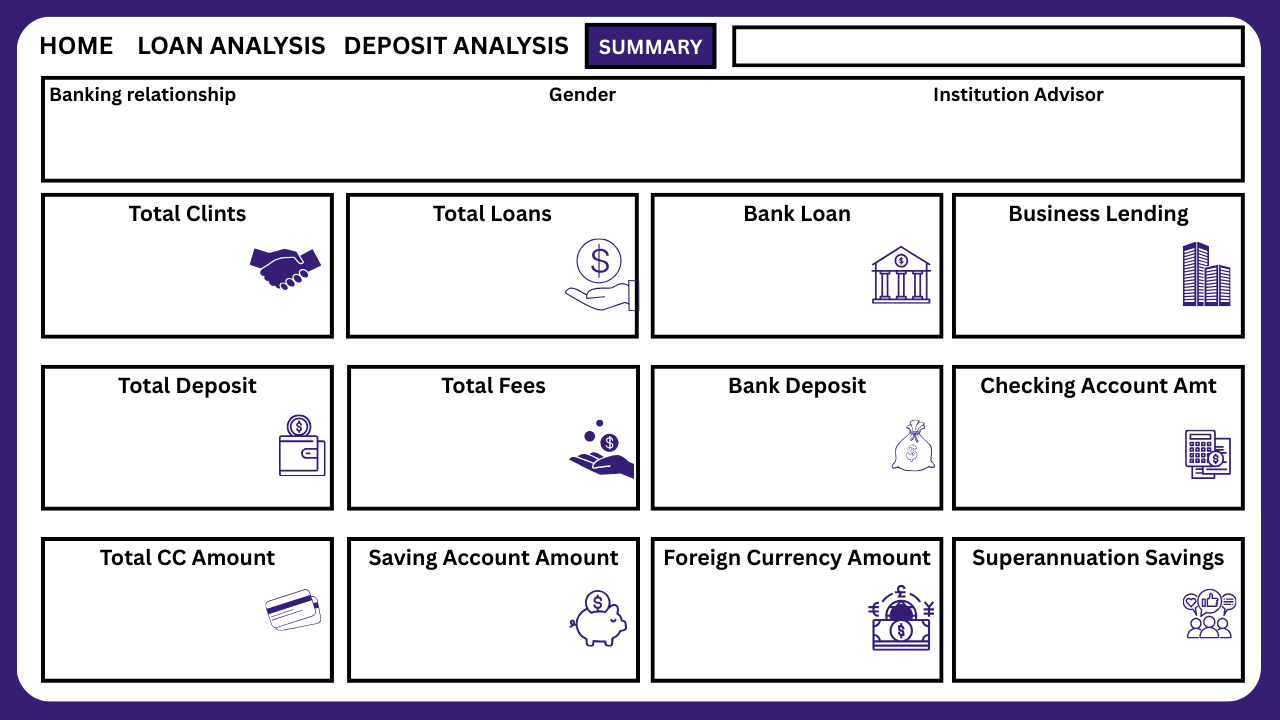 HOME LOAN ANALYSIS DEPOSIT ANALYSIS SUMMARY
Banking relationship Gender Institution Advisor
Total Clints Total Loans Bank Loan Business Lending
$ $
Total Deposit Total Fees Bank Deposit Checking Account Amt
$ $ $ $
Total CC Amount Saving Account Amount Foreign Currency Amount Superannuation Savings
$ € £ ¥ $